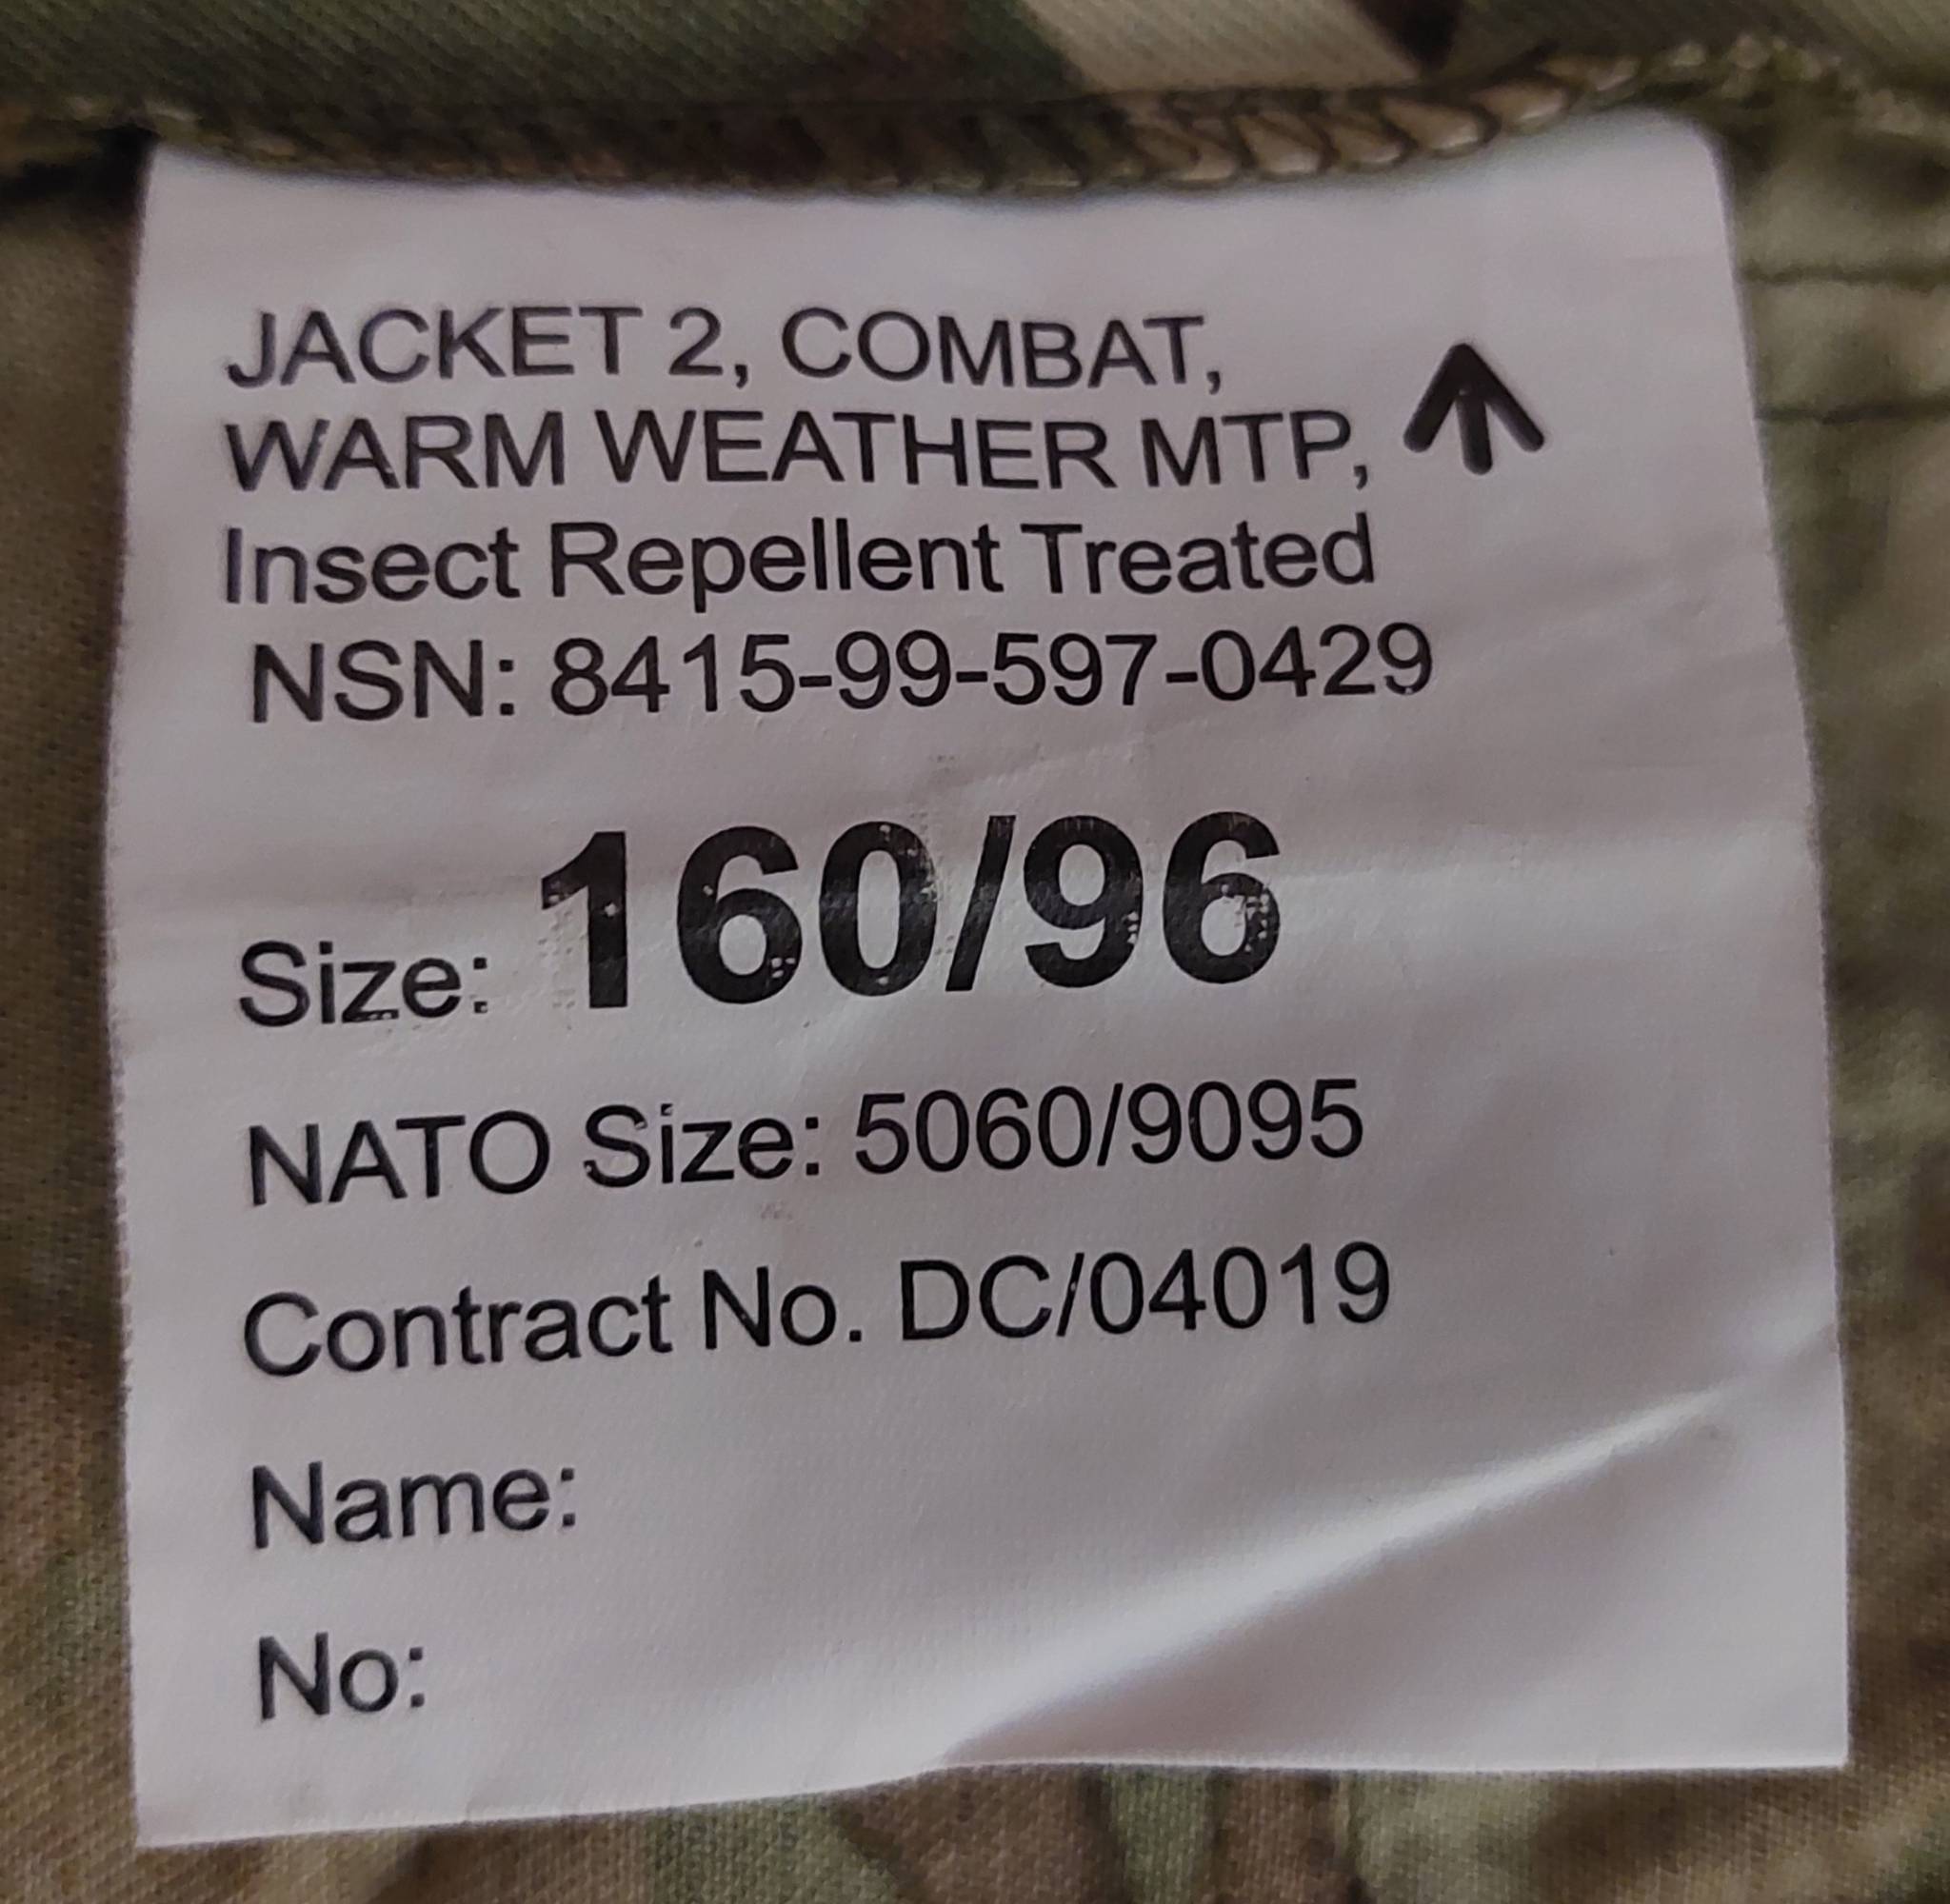 JACKET 2, COMBAT,
WARM WEATHER MTP,
Insect Repellent Treated
NSN: 8415-99-597-0429
Size: 160/96
NATO Size: 5060/9095
Contract No. DC/04019
Name:
No: